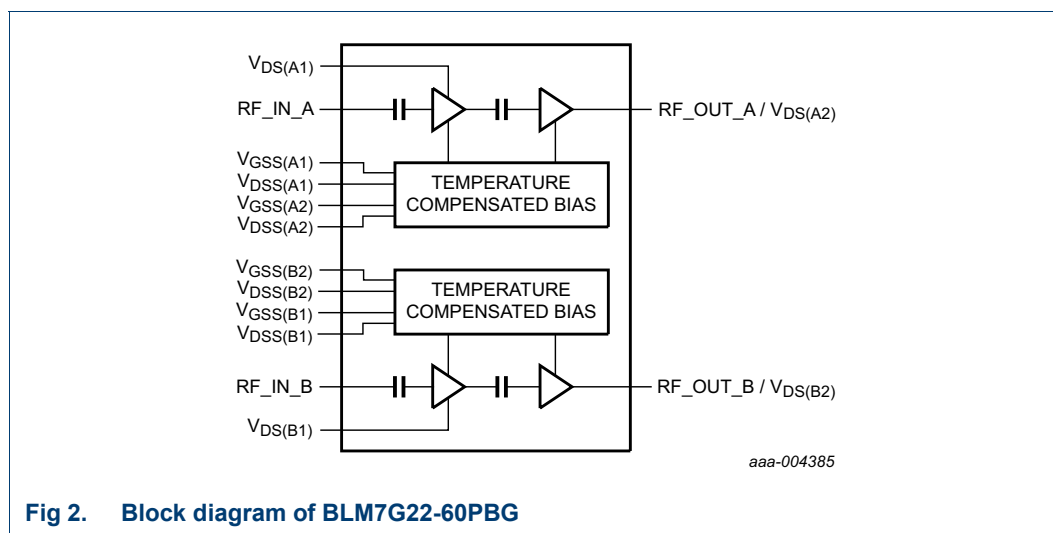 VDS(A1)
RF_IN_A
RF_OUT_A / VDS(A2)
VGSS(A1)
VDSS(A1)
VGSS(A2)
VDSS(A2)
TEMPERATURE
COMPENSATED BIAS
VGSS(B2)
VDSS(B2)
VGSS(B1)
VDSS(B1)
TEMPERATURE
COMPENSATED BIAS
RF_IN_B
RF_OUT_B / VDS(B2)
VDS(B1)
aaa-004385
Fig 2. Block diagram of BLM7G22-60PBG